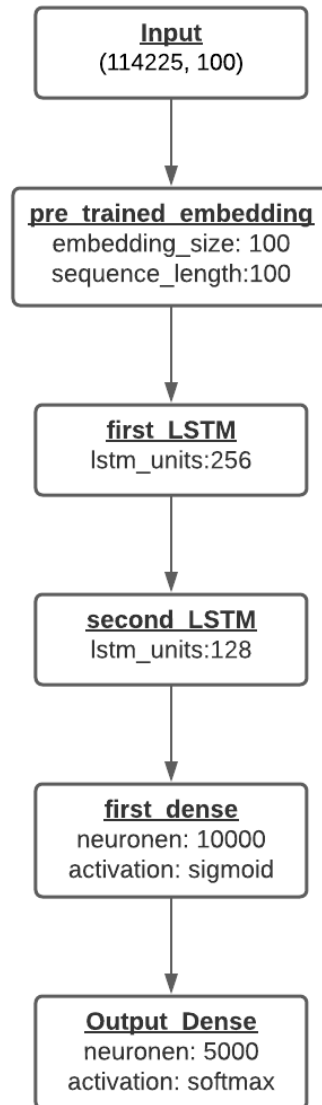 Input
(114225, 100)
pre_trained_embedding
embedding_size: 100
sequence_length:100
first_LSTM
lstm_units:256
second_LSTM
lstm_units:128
first_dense
neuronen: 10000
activation: sigmoid
Output_Dense
neuronen: 5000
activation: softmax